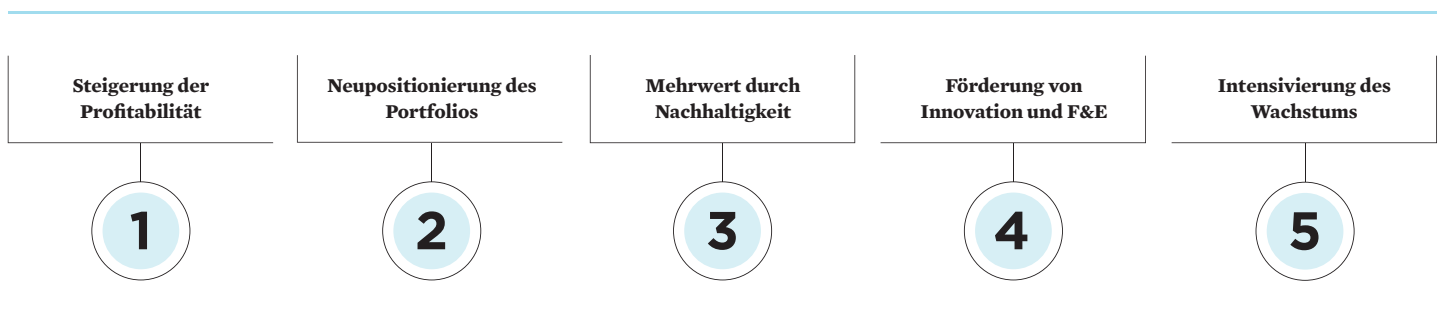 Steigerung der
Profitabilität
1
Neupositionierung des
Portfolios
2
Mehrwert durch
Nachhaltigkeit
3
Förderung von
Innovation und F&E
4
Intensivierung des
Wachstums
5